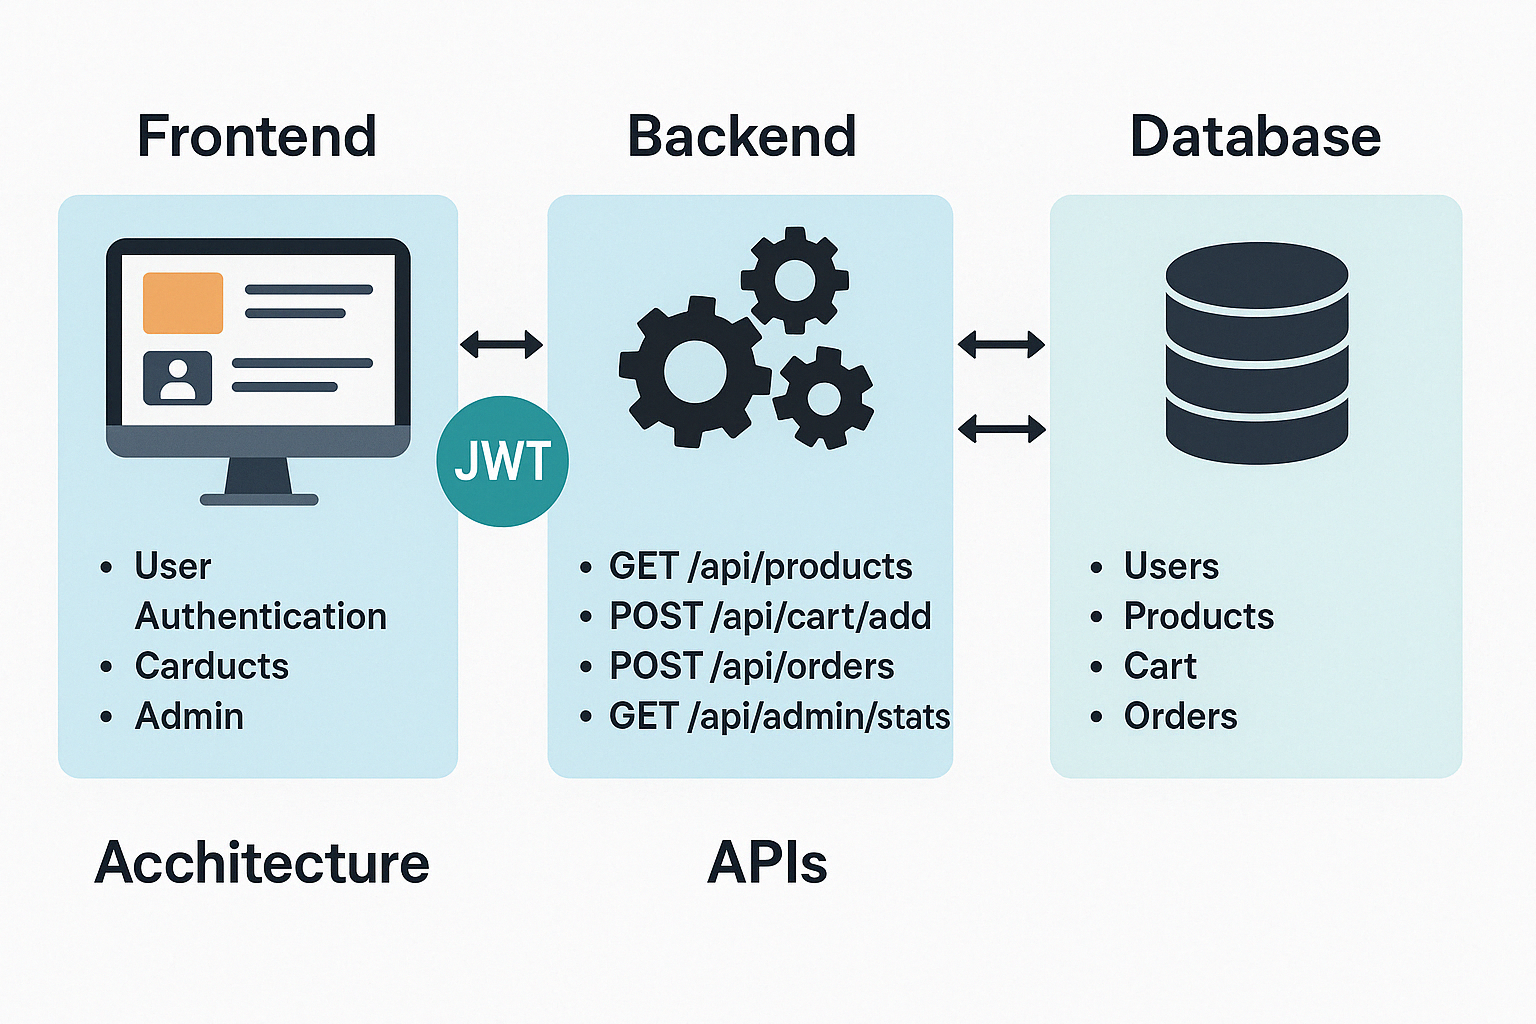 Frontend
Backend
Database
JWT
• User
Authentication
• Carducts
• Admin
• GET /api/products
• POST /api/cart/add
• POST /api/orders
• GET /api/admin/stats
• Users
• Products
• Cart
• Orders
Acchitecture
APIs